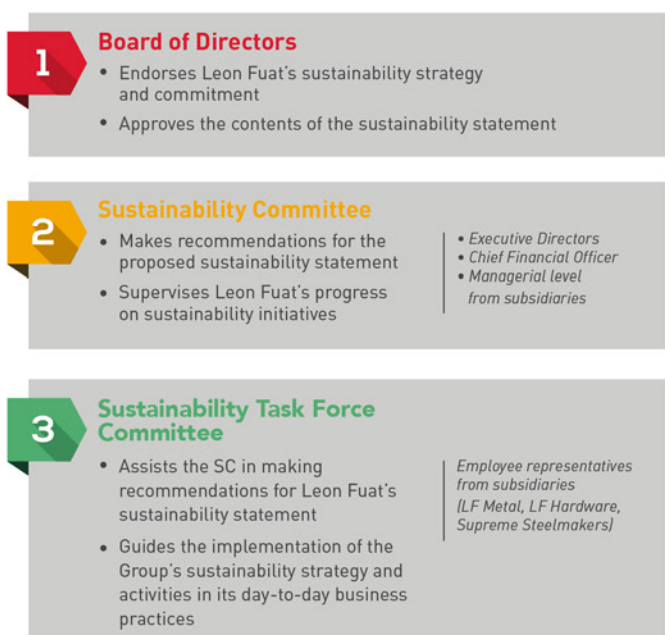 1
Board of Directors
• Endorses Leon Fuat's sustainability strategy
and commitment
• Approves the contents of the sustainability statement
2
Sustainability Committee
• Makes recommendations for the
proposed sustainability statement
• Supervises Leon Fuat's progress
on sustainability initiatives
• Executive Directors
• Chief Financial Officer
• Managerial level
from subsidiaries
3
Sustainability Task Force
Committee
• Assists the SC in making
recommendations for Leon Fuat's
sustainability statement
• Guides the implementation of the
Group's sustainability strategy and
activities in its day-to-day business
practices
Employee representatives
from subsidiaries
(LF Metal, LF Hardware,
Supreme Steelmakers)